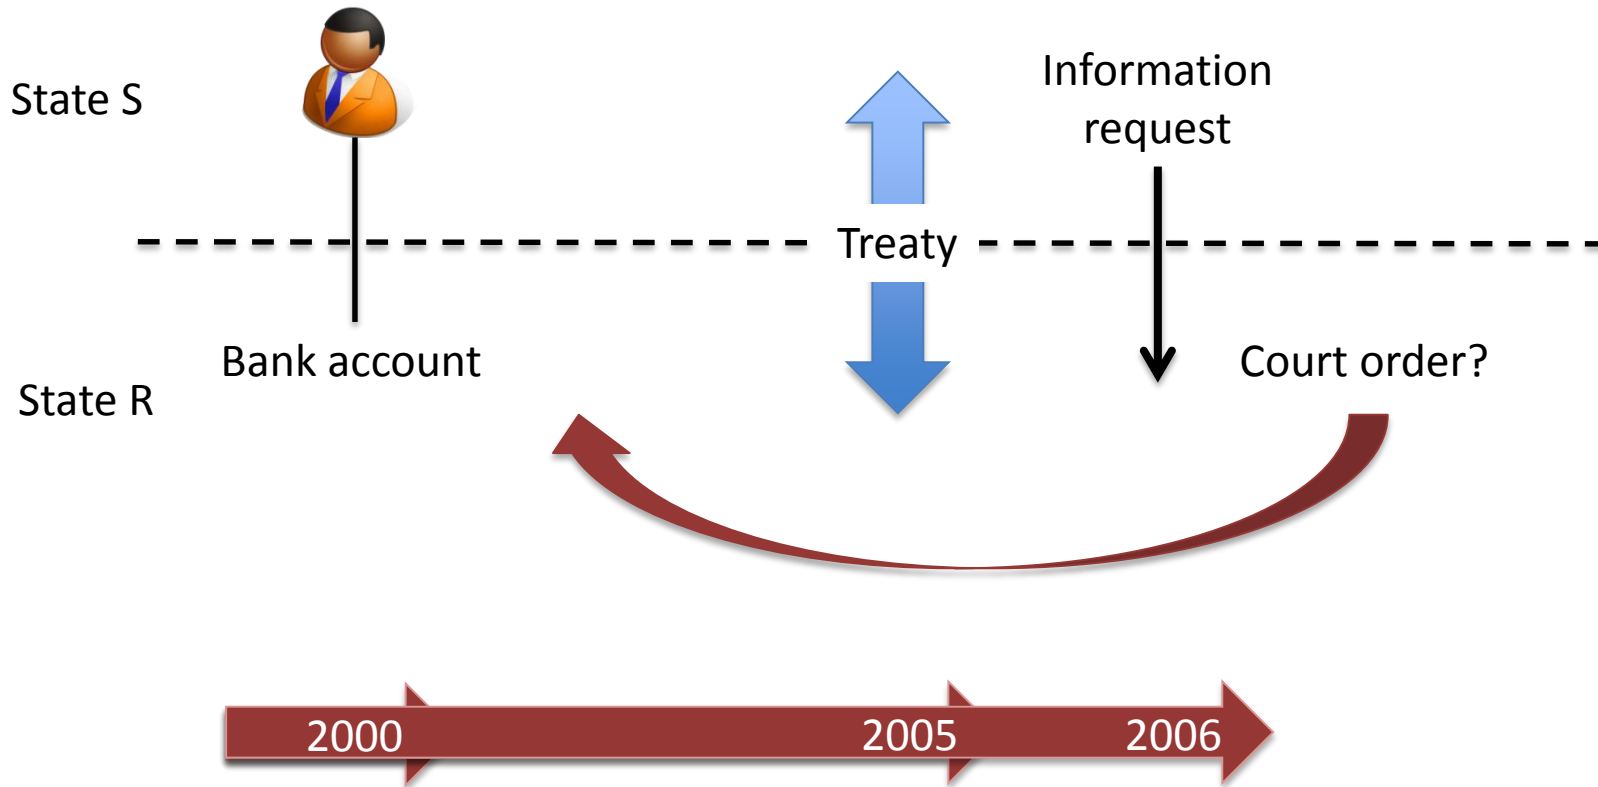 State S
Information
request
Treaty
Bank account
Court order?
State R
2000
2005
2006